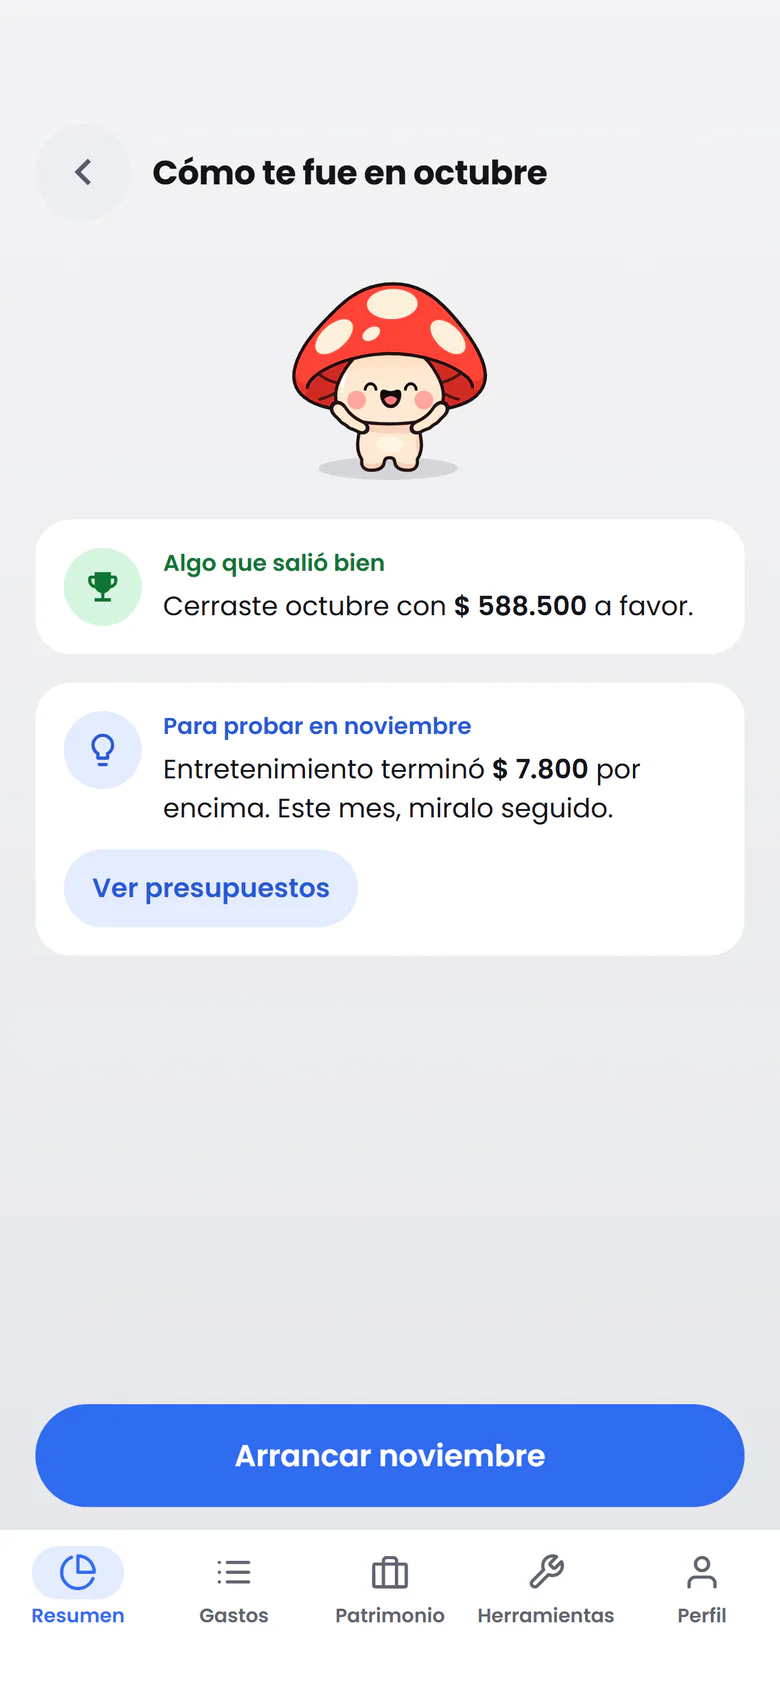 Cómo te fue en octubre
Algo que salió bien
Cerraste octubre con $ 588.500 a favor.
Para probar en noviembre
Entretenimiento terminó $ 7.800 por
encima. Este mes, miralo seguido.
Ver presupuestos
Arrancar noviembre
Resumen
Gastos
Patrimonio
Herramientas
Perfil